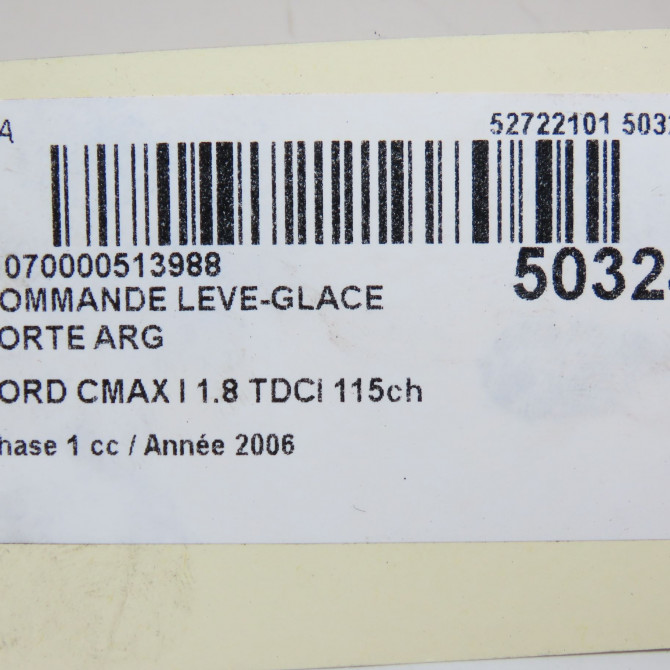 A 52722101 503
070000513988 5032
OMMANDE LEVE-GLACE
ORTE ARG
ORD CMAX I 1.8 TDCI 115ch
hase 1 cc / Année 2006